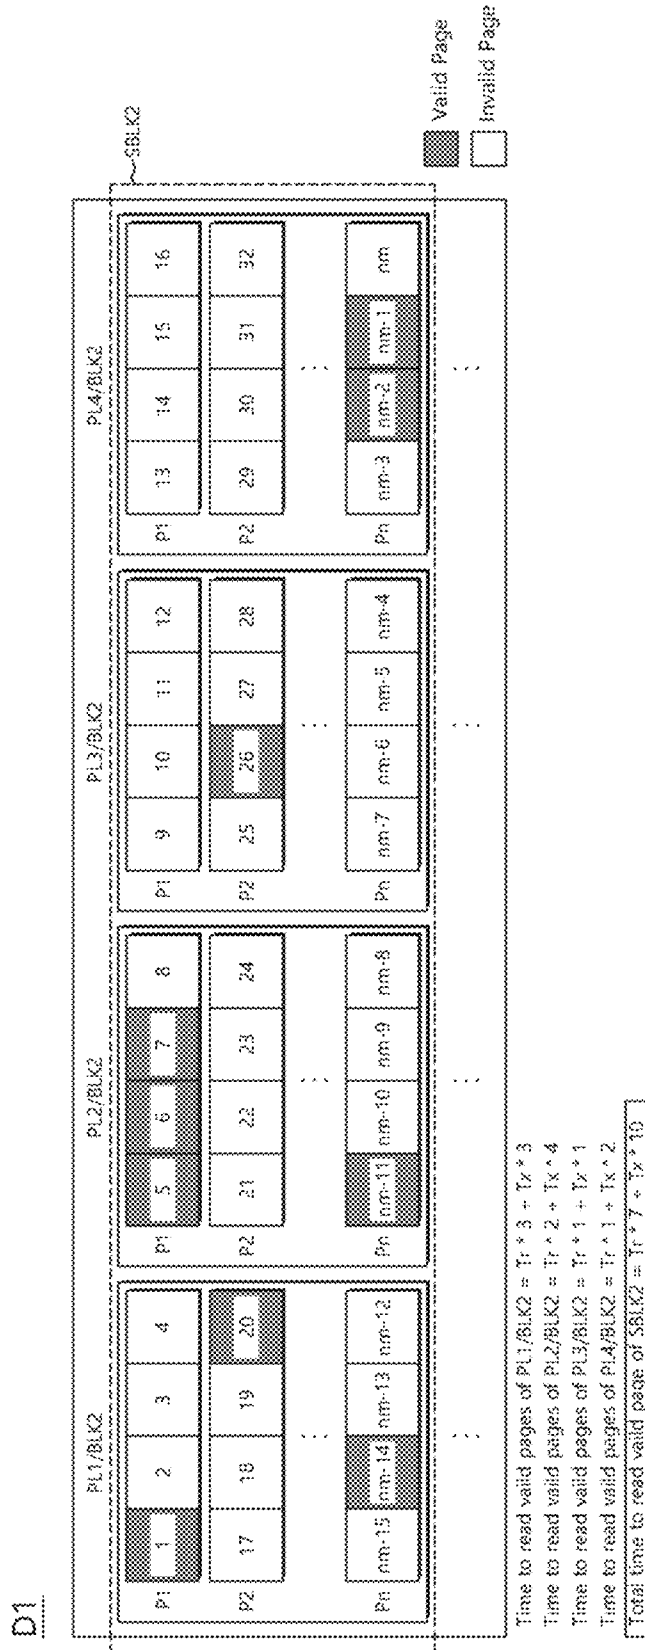 D1
SBLK2
PL1/BLK2 PL2/BLK2 PL3/BLK2 PL4/BLK2
P1 1 2 3 4 P1 5 6 7 8 P1 9 10 11 12 P1 13 14 15 16
P2 17 18 19 20 P2 21 22 23 24 P2 25 26 27 28 P2 29 30 31 32
Pn nm-15 nm-14 nm-13 nm-12 Pn nm-11 nm-10 nm-9 nm-8 Pn nm-7 nm-6 nm-5 nm-4 Pn nm-3 nm-2 nm-1 nm
Valid Page
Invalid Page
Time to read valid pages of PL1/BLK2 = Tr * 3 + Tx * 3
Time to read valid pages of PL2/BLK2 = Tr * 2 + Tx * 4
Time to read valid pages of PL3/BLK2 = Tr * 1 + Tx * 1
Time to read valid pages of PL4/BLK2 = Tr * 1 + Tx * 2
Total time to read valid page of SBLK2 = Tr * 7 + Tx * 10